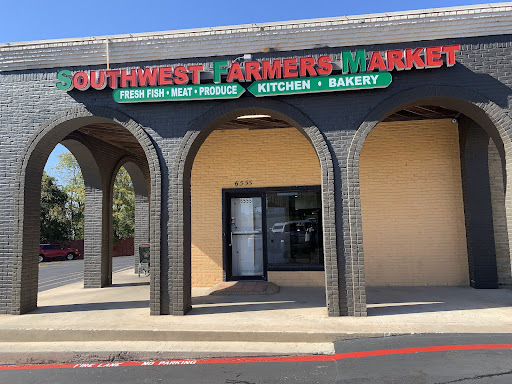 SOUTHWEST FARMERS MARKET
FRESH FISH • MEAT • PRODUCE KITCHEN • BAKERY
6535
FIRE LANE NO PARKING